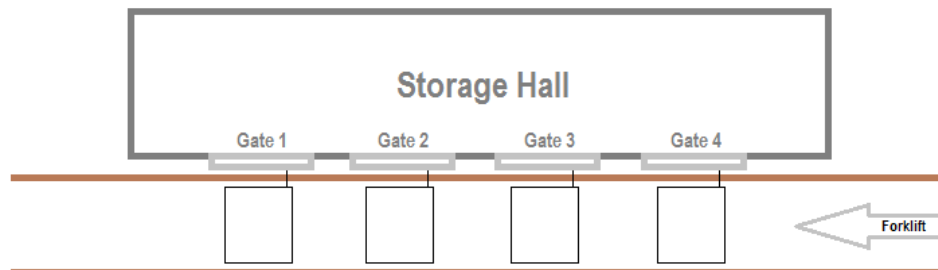 Storage Hall
Gate 1 Gate 2 Gate 3 Gate 4
Forklift